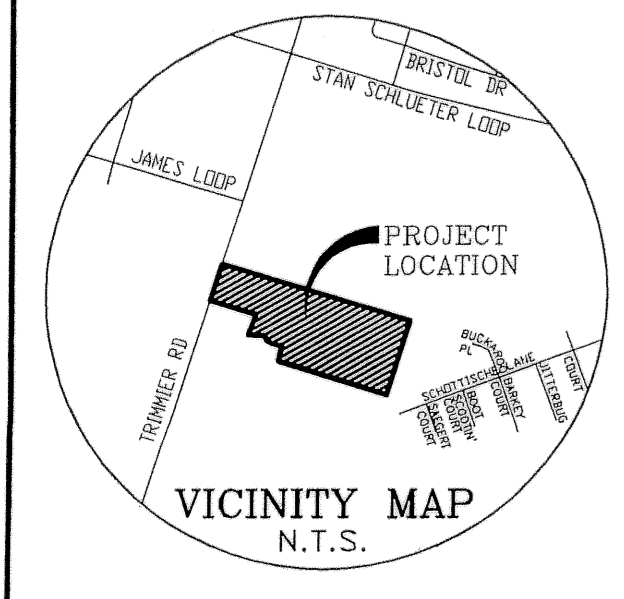 BRISTOL DR
STAN SCHLUETER LOOP
JAMES LOOP
PROJECT
LOCATION
TRIMMIER RD
BUCKAROO
PL
SCHOTTISCHE LANE
SAEGERT
COURT
BOOT
SCOOTIN'
COURT
BARKEY
COURT
JITTERBUG
COURT
VICINITY MAP
N.T.S.